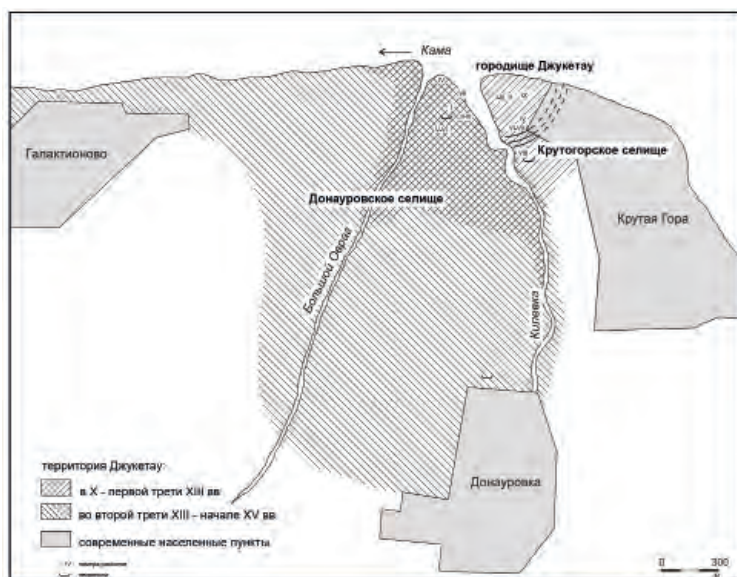 Кама
городище Джукетау
Крутогорское селище
Галактионово
Донауровское селище
Крутая Гора
Большой Овраг
Килевка
Донауровка
территория Джукетау:
в X - первой трети XIII вв
во второй трети XIII - начале XV вв
современные населенные пункты
0 300